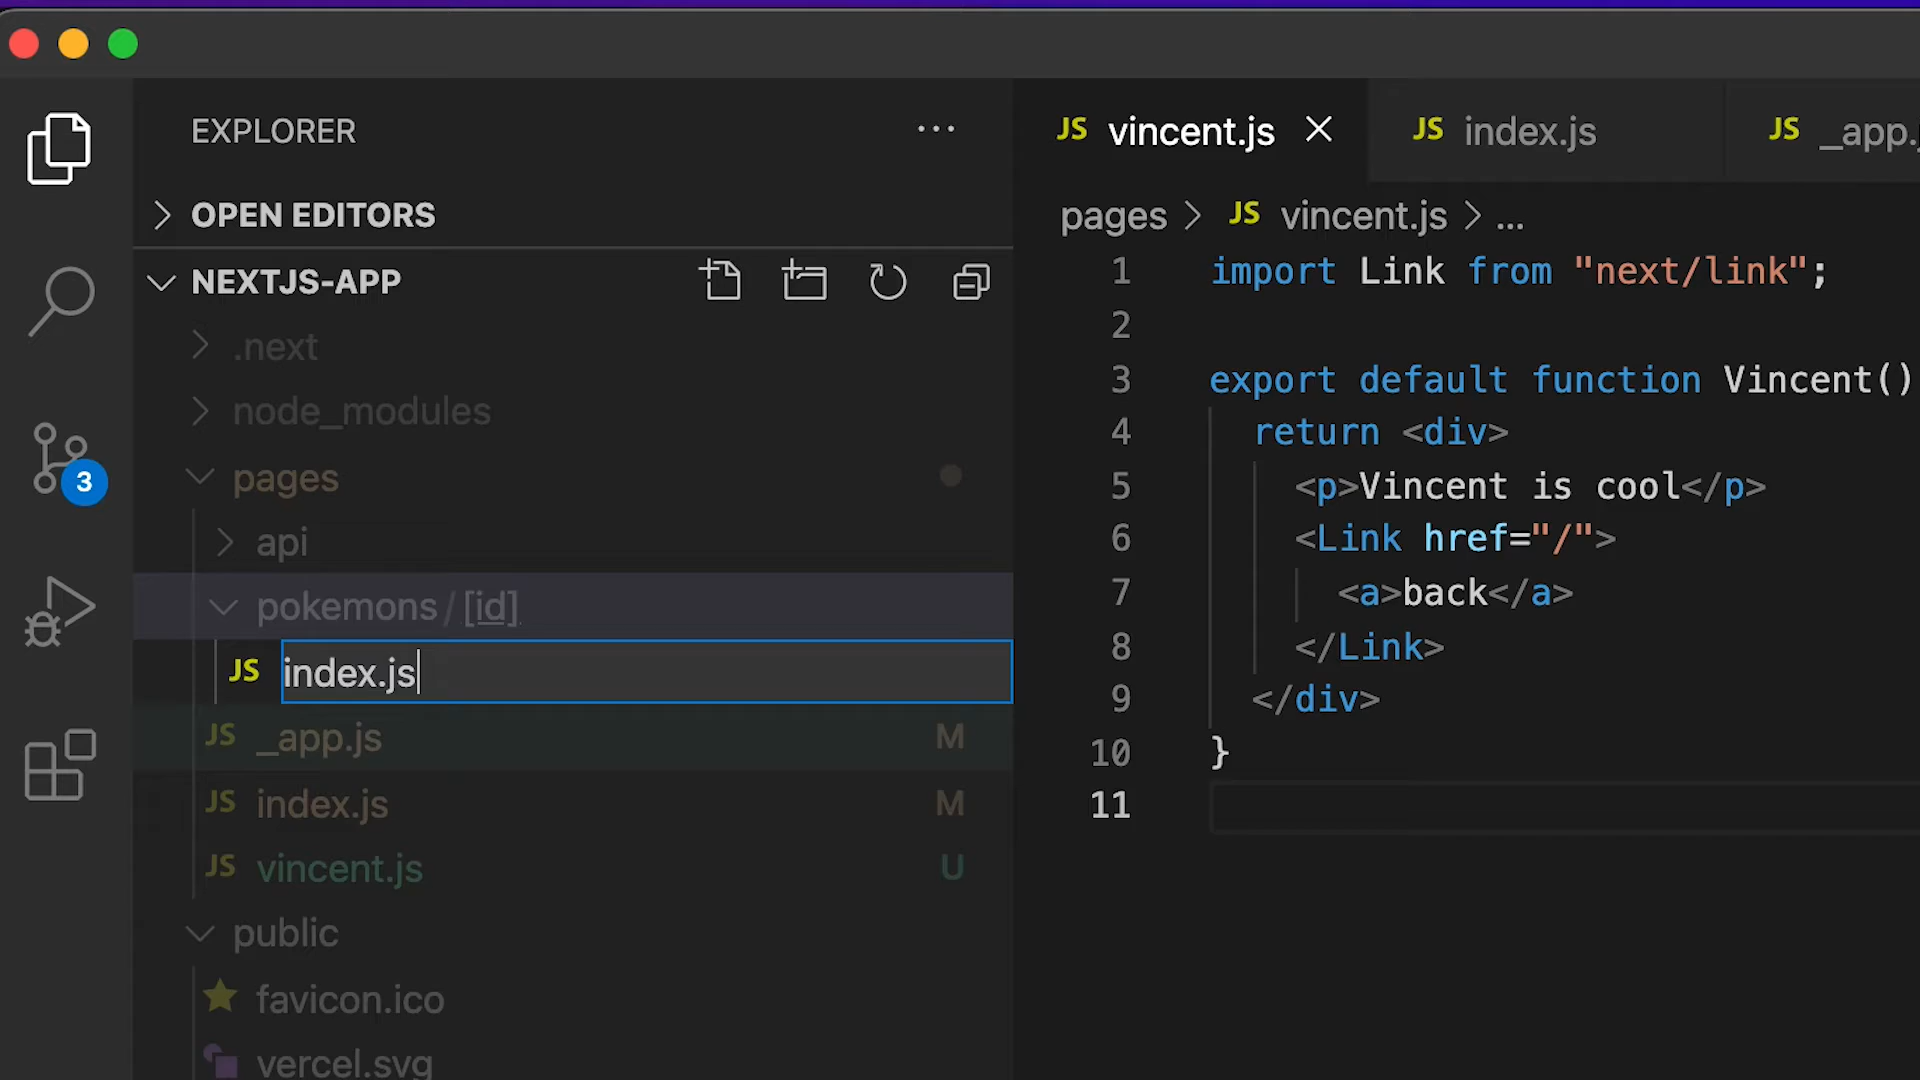 EXPLORER
OPEN EDITORS
NEXTJS-APP
.next
node_modules
pages
api
pokemons / [id]
JS index.js
JS _app.js M
JS index.js M
JS vincent.js U
public
favicon.ico
vercel.svg
3
JS vincent.js
JS index.js
JS _app.j
pages > JS vincent.js > ...
1 import Link from "next/link";
2
3 export default function Vincent()
4 return <div>
5 <p>Vincent is cool</p>
6 <Link href="/">
7 <a>back</a>
8 </Link>
9 </div>
10 }
11